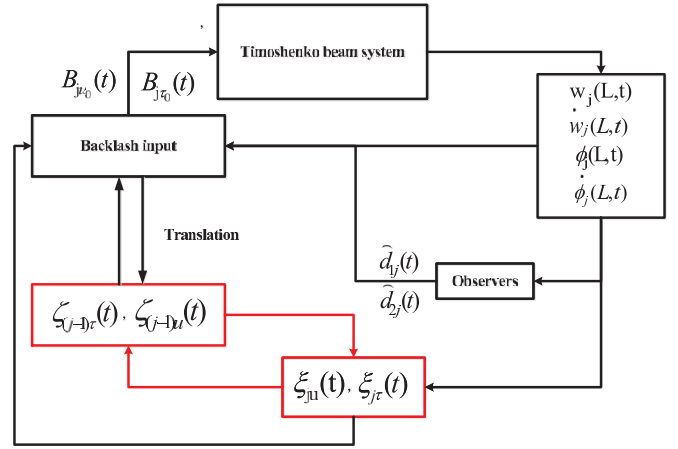 Timoshenko beam system
B_{ju_0}(t) B_{jτ_0}(t)
w_j(L,t)
ẇ_j(L,t)
ϕ_j(L,t)
ϕ̇_j(L,t)
Backlash input
Translation
d̂_{1j}(t)
d̂_{2j}(t)
Observers
ζ_{(j-1)τ}(t), ζ_{(j-1)u}(t)
ξ_{ju}(t), ξ_{jτ}(t)